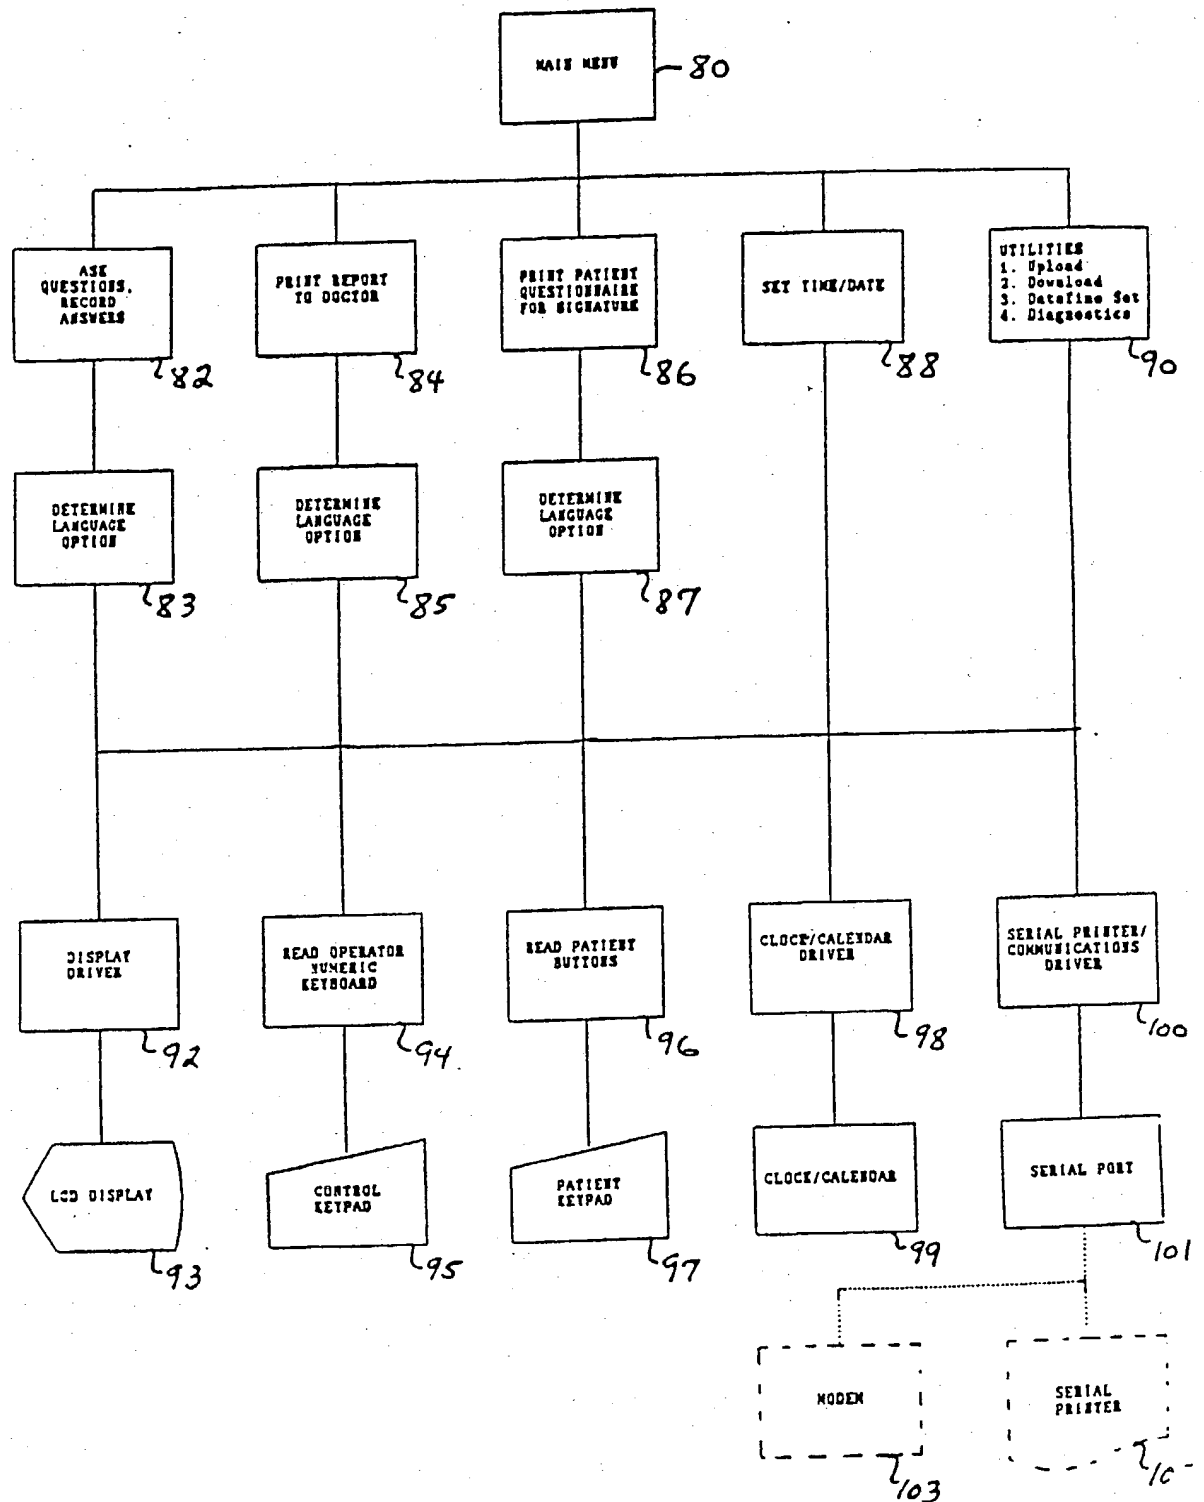 MAIN MENU
80
ASK
QUESTIONS,
RECORD
ANSWERS
82
PRINT REPORT
TO DOCTOR
84
PRINT PATIENT
QUESTIONNAIRE
FOR SIGNATURE
86
SET TIME/DATE
88
UTILITIES
1. Upload
2. Download
3. Date/Time Set
4. Diagnostics
90
DETERMINE
LANGUAGE
OPTION
83
DETERMINE
LANGUAGE
OPTION
85
DETERMINE
LANGUAGE
OPTION
87
DISPLAY
DRIVER
92
READ OPERATOR
NUMERIC
KEYBOARD
94
READ PATIENT
BUTTONS
96
CLOCK/CALENDAR
DRIVER
98
SERIAL PRINTER/
COMMUNICATIONS
DRIVER
100
LCD DISPLAY
93
CONTROL
KEYPAD
95
PATIENT
KEYPAD
97
CLOCK/CALENDAR
99
SERIAL PORT
101
MODEM
103
SERIAL
PRINTER